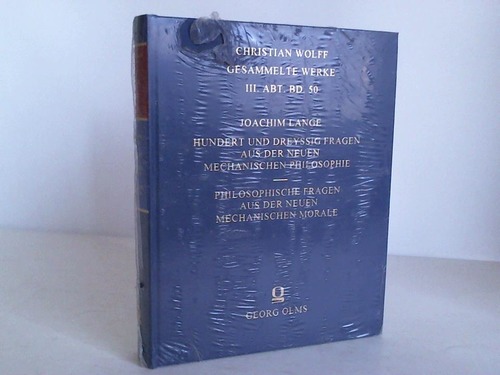 CHRISTIAN WOLFF
GESAMMELTE WERKE
III. ABT. BD. 50
JOACHIM LANGE
HUNDERT UND DREYSSIG FRAGEN
AUS DER NEUEN
MECHANISCHEN PHILOSOPHIE
PHILOSOPHISCHE FRAGEN
AUS DER NEUEN
MECHANISCHEN MORALE
GEORG OLMS